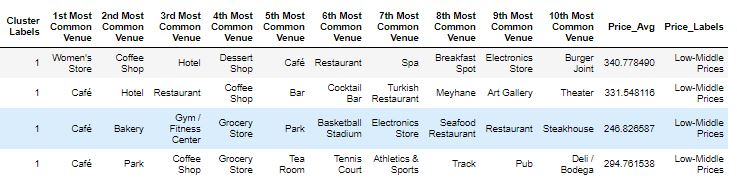 Cluster Labels 1st Most Common Venue 2nd Most Common Venue 3rd Most Common Venue 4th Most Common Venue 5th Most Common Venue 6th Most Common Venue 7th Most Common Venue 8th Most Common Venue 9th Most Common Venue 10th Most Common Venue Price_Avg Price_Labels
1 Women's Store Coffee Shop Hotel Dessert Shop Café Restaurant Spa Breakfast Spot Electronics Store Burger Joint 340.778490 Low-Middle Prices
1 Café Hotel Restaurant Coffee Shop Bar Cocktail Bar Turkish Restaurant Meyhane Art Gallery Theater 331.548116 Low-Middle Prices
1 Café Bakery Gym / Fitness Center Grocery Store Park Basketball Stadium Electronics Store Seafood Restaurant Restaurant Steakhouse 246.826587 Low-Middle Prices
1 Café Park Coffee Shop Grocery Store Tea Room Tennis Court Athletics & Sports Track Pub Deli / Bodega 294.761538 Low-Middle Prices